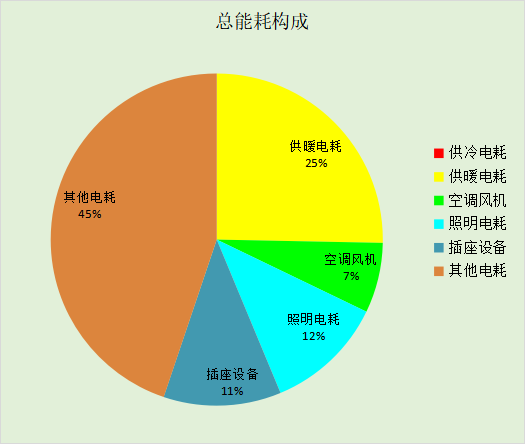 总能耗构成
供暖电耗
25%
其他电耗
45%
空调风机
7%
照明电耗
12%
插座设备
11%
供冷电耗
供暖电耗
空调风机
照明电耗
插座设备
其他电耗